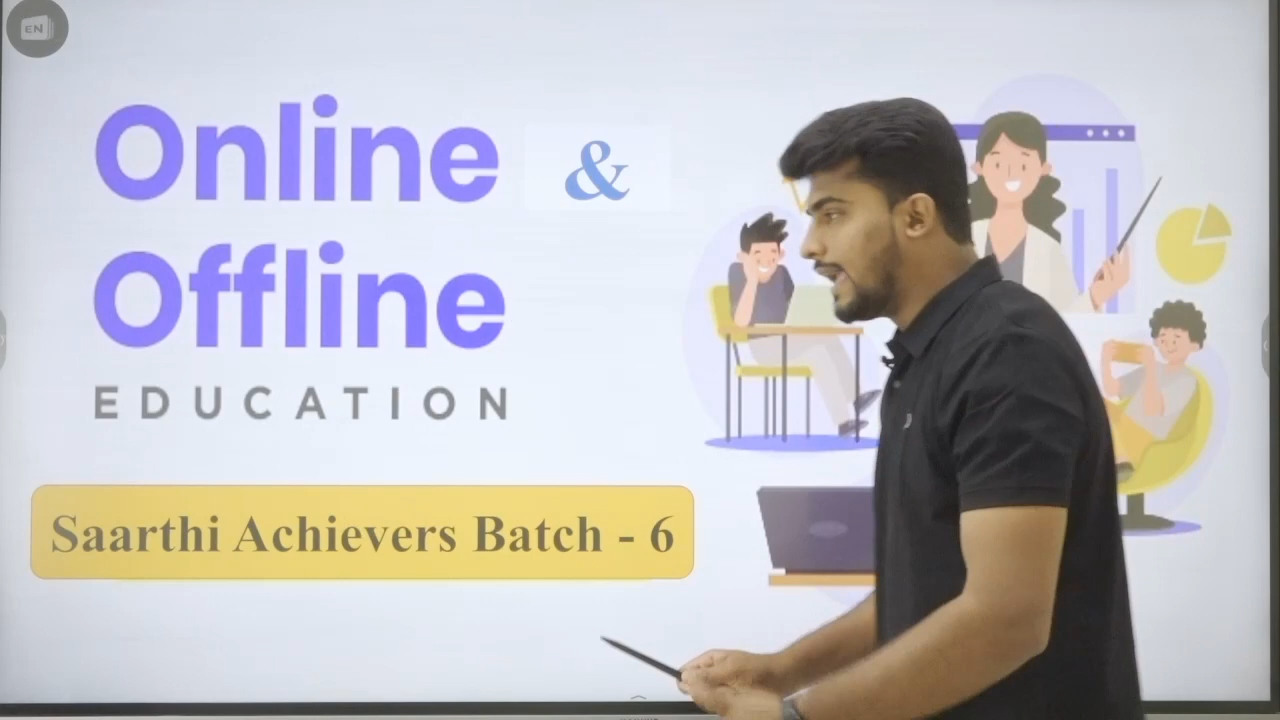 EN
Online &
Offline
EDUCATION
Saarthi Achievers Batch - 6